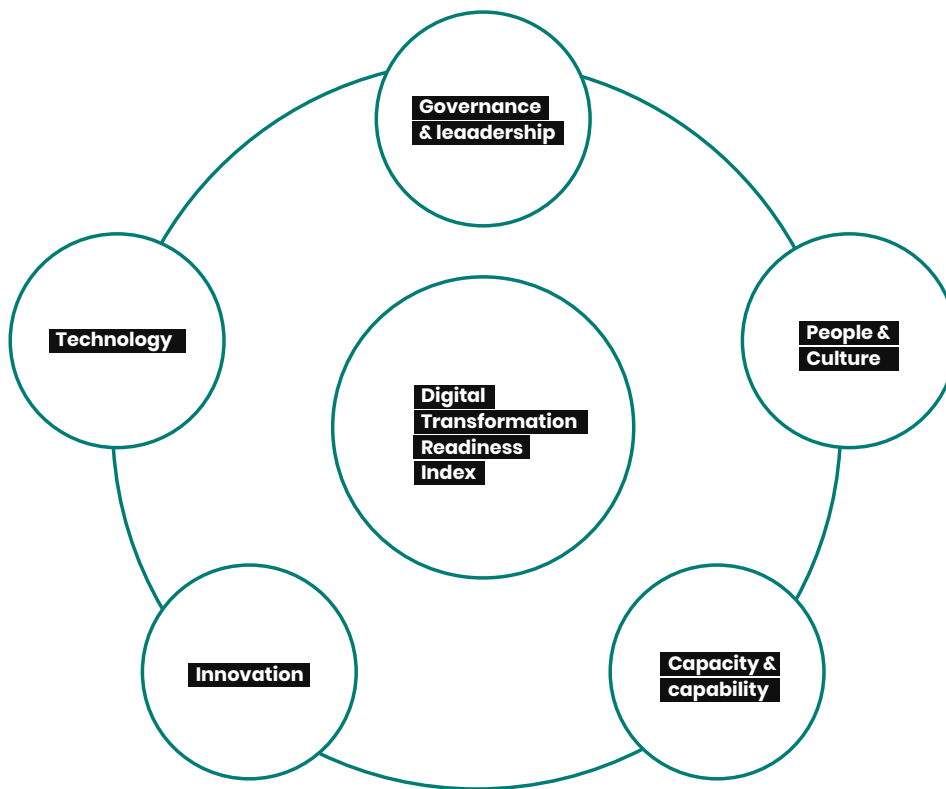 Governance
& leaadership
Technology
People &
Culture
Digital
Transformation
Readiness
Index
Innovation
Capacity &
capability